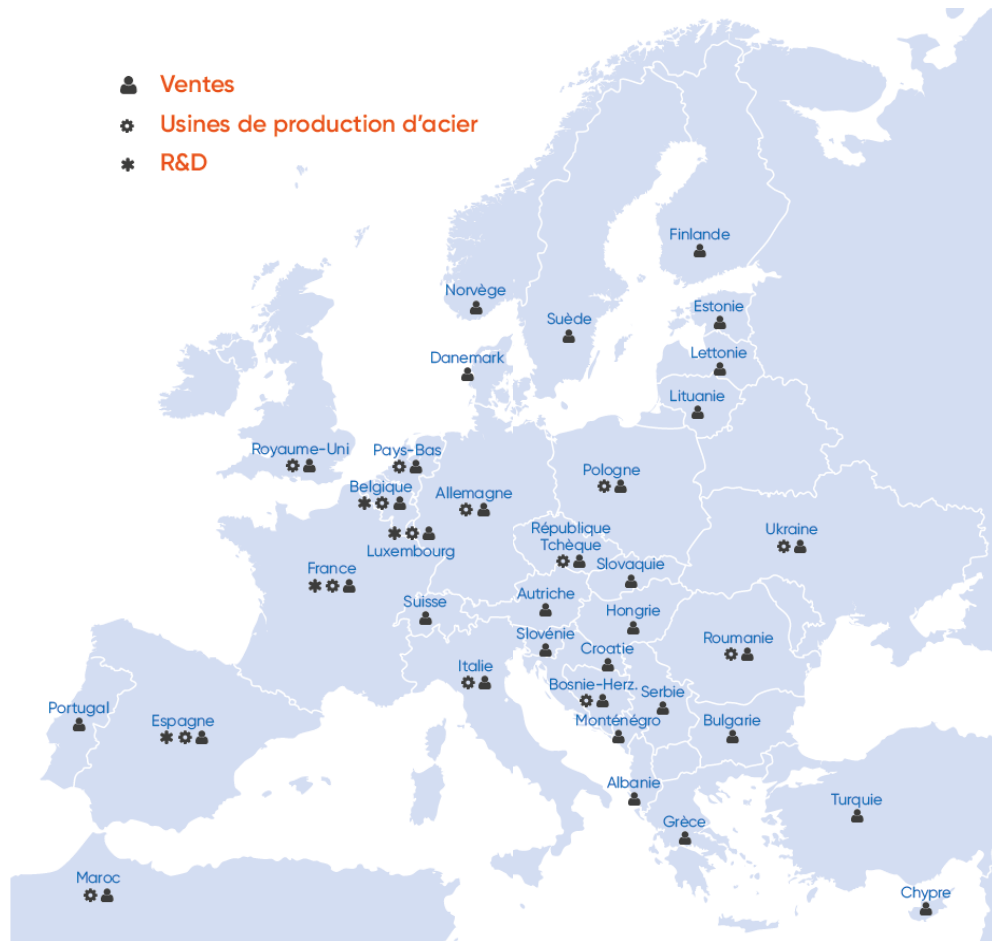 Ventes
Usines de production d'acier
R&D
Finlande
Norvège
Estonie
Suède
Lettonie
Danemark
Lituanie
Royaume-Uni
Pays-Bas
Pologne
Belgique
Allemagne
République
Tchèque
Ukraine
Luxembourg
Slovaquie
France
Autriche
Suisse
Hongrie
Slovénie
Roumanie
Croatie
Italie
Bosnie-Herz.
Serbie
Portugal
Espagne
Monténégro
Bulgarie
Albanie
Turquie
Grèce
Maroc
Chypre